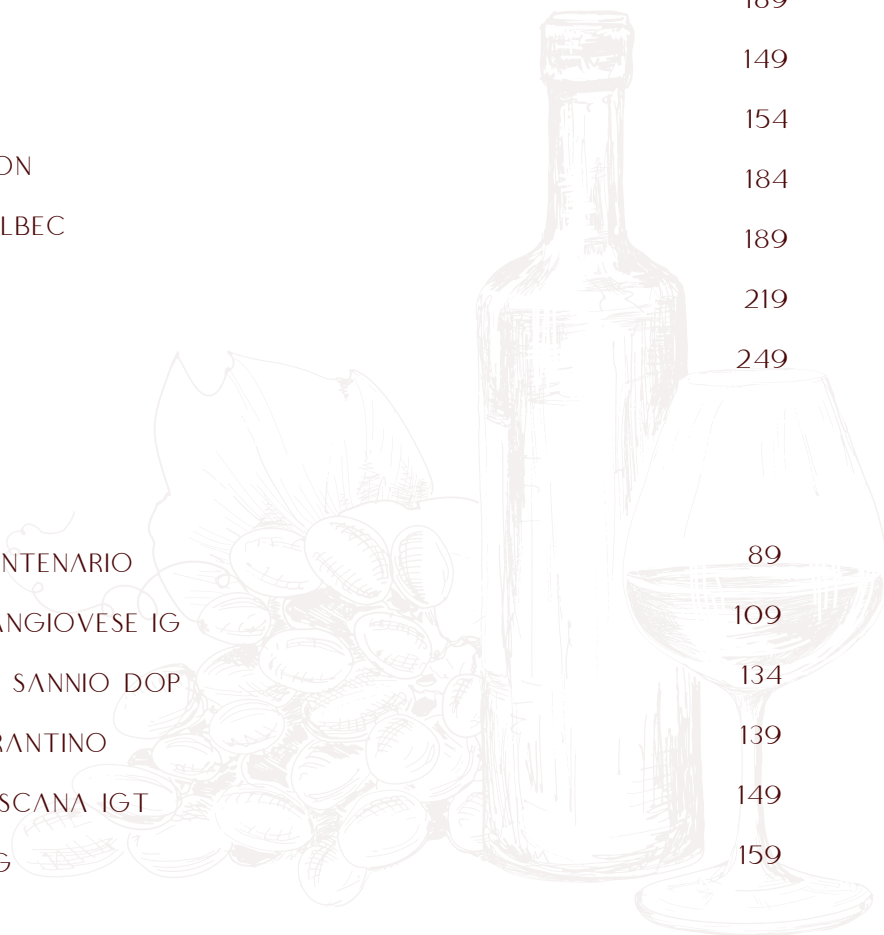 189
149
154
ON 184
LBEC 189
219
249
NTENARIO 89
ANGIOVESE IG 109
SANNIO DOP 134
RANTINO 139
SCANA IGT 149
G 159